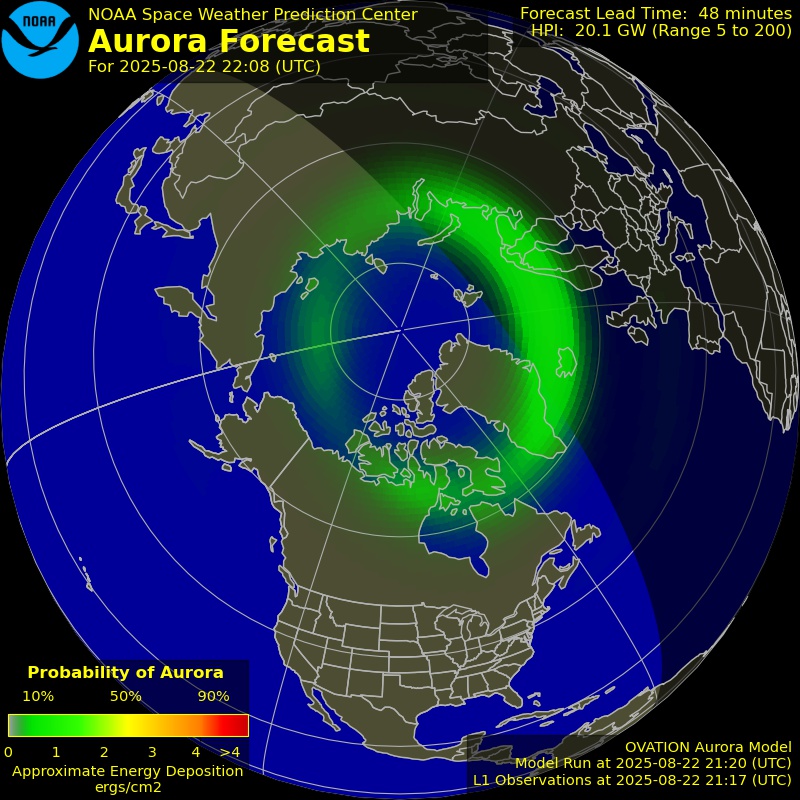 NOAA
NOAA Space Weather Prediction Center
Aurora Forecast
For 2025-08-22 22:08 (UTC)
Forecast Lead Time: 48 minutes
HPI: 20.1 GW (Range 5 to 200)
Probability of Aurora
10% 50% 90%
0 1 2 3 4 >4
Approximate Energy Deposition
ergs/cm2
OVATION Aurora Model
Model Run at 2025-08-22 21:20 (UTC)
L1 Observations at 2025-08-22 21:17 (UTC)